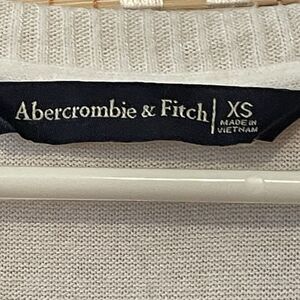 Abercrombie & Fitch | XS
MADE IN
VIETNAM